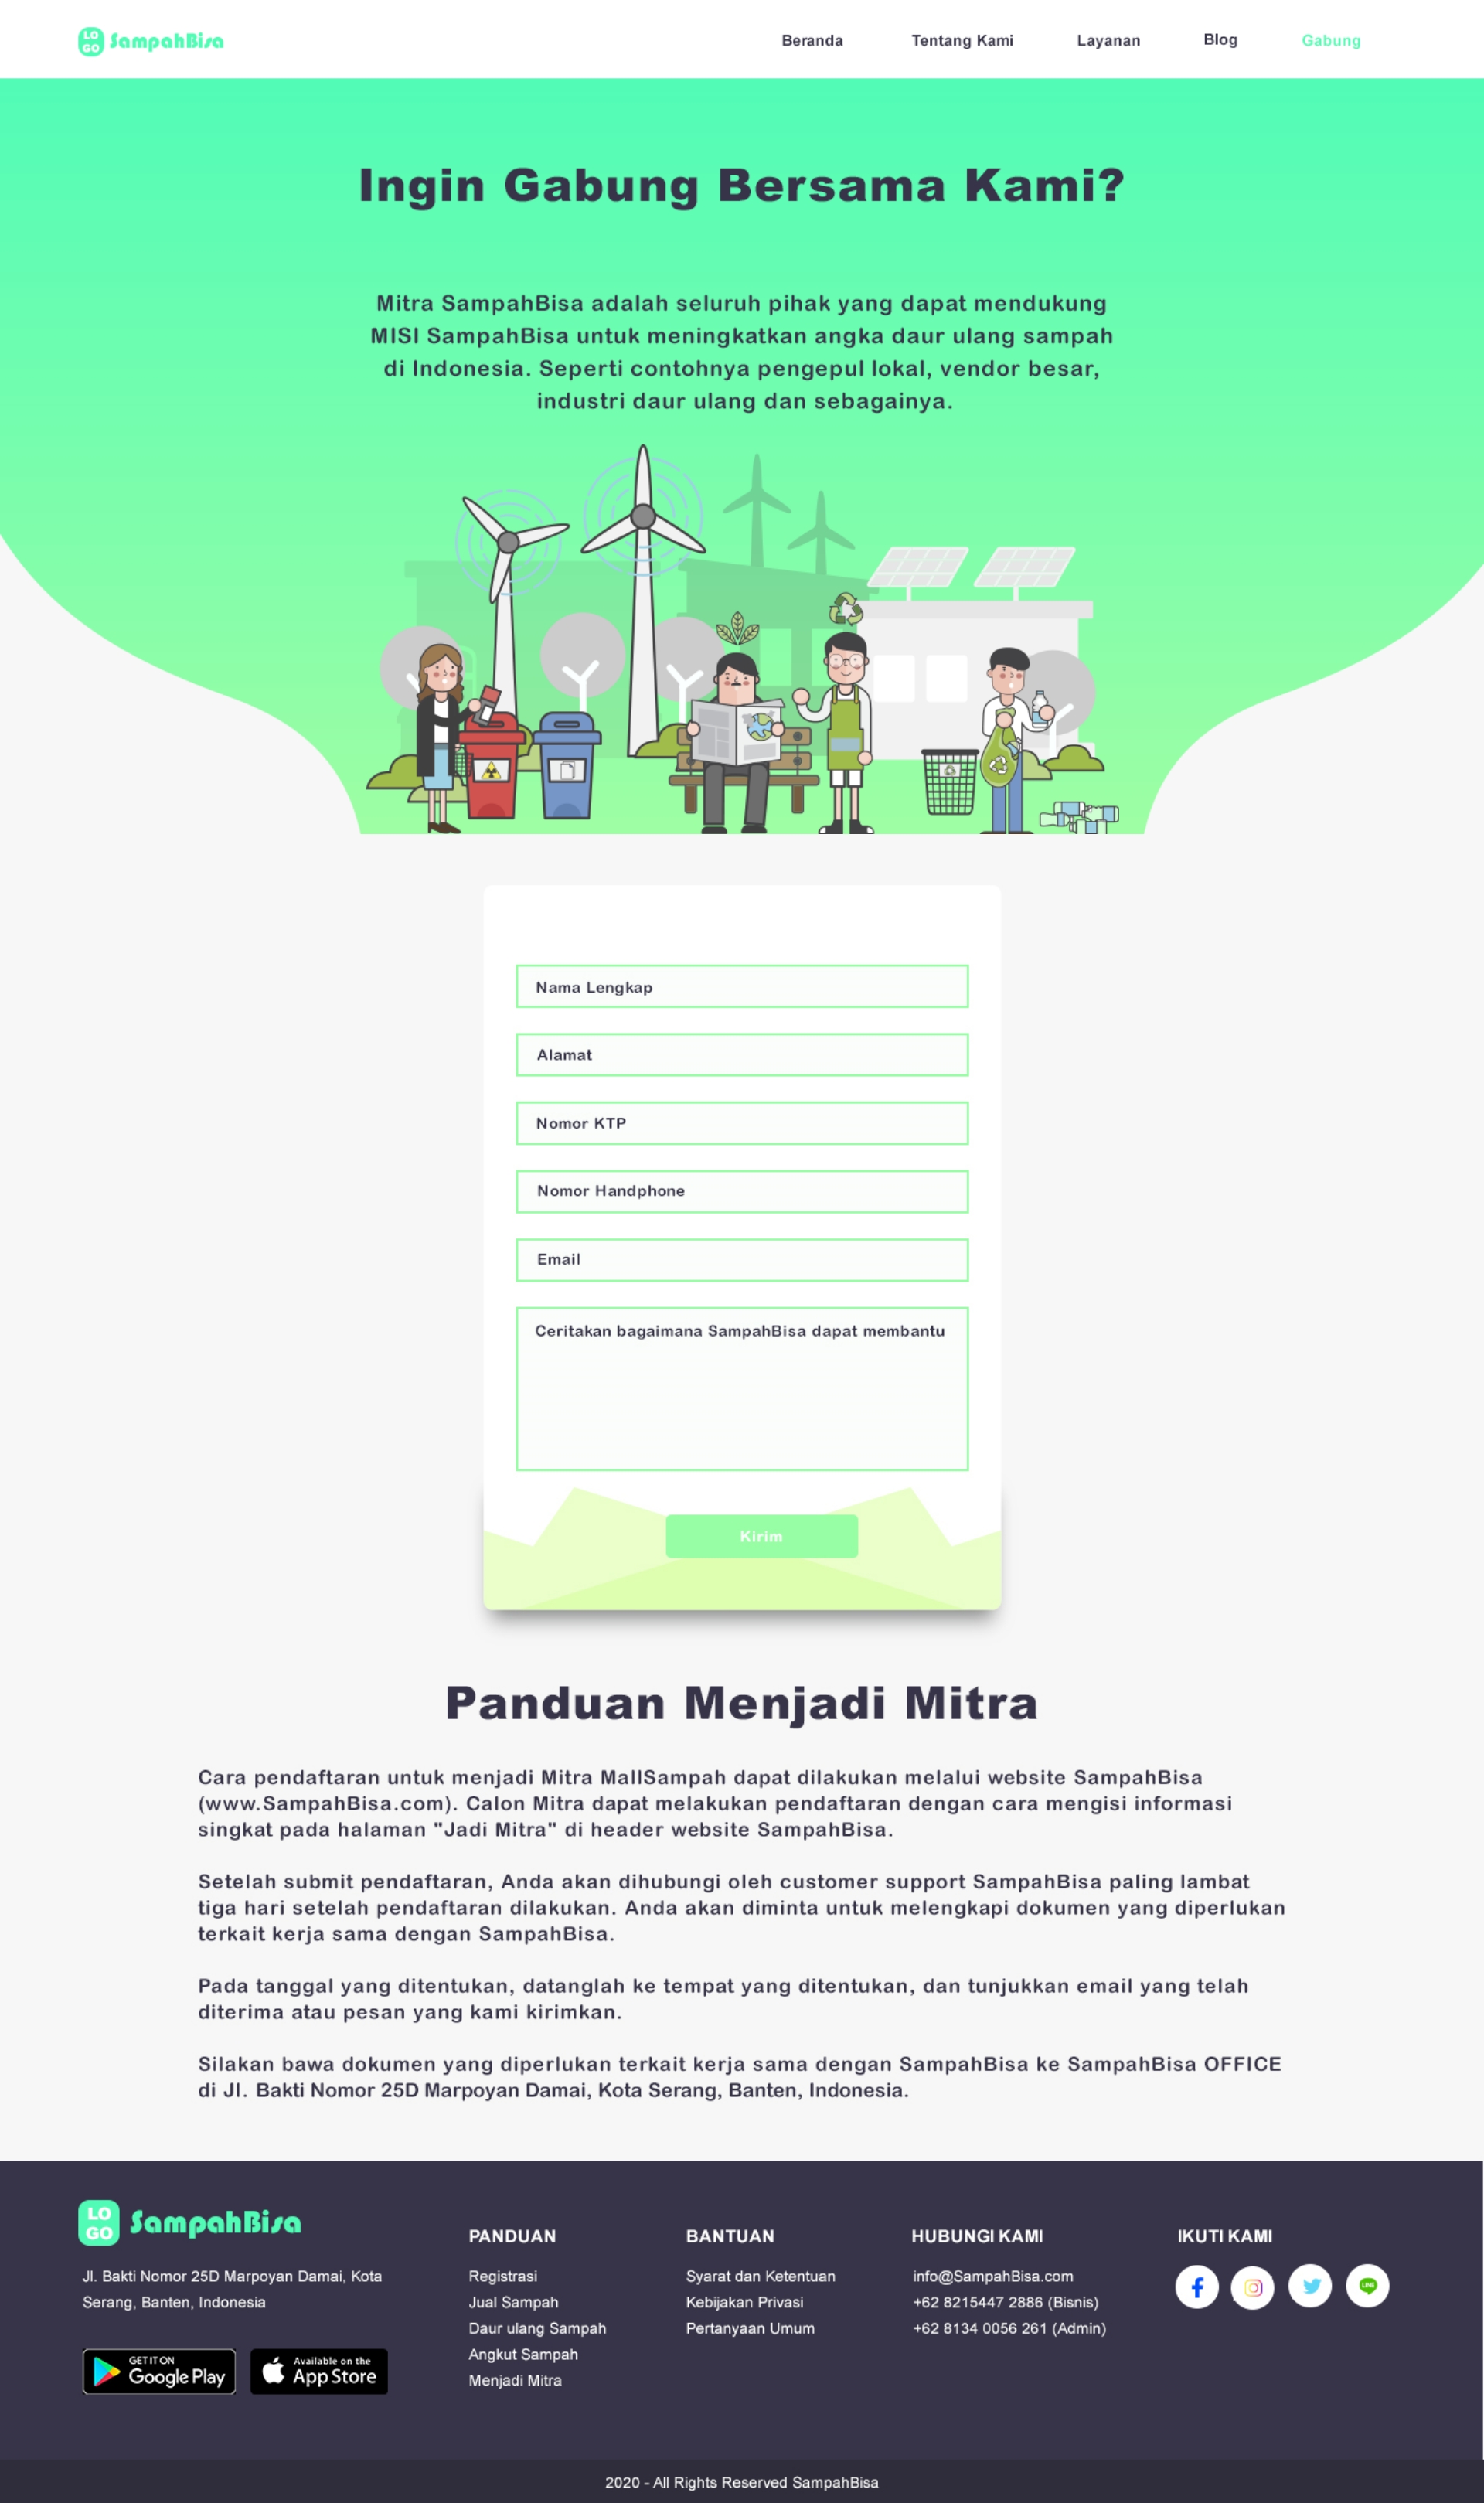 LO
GO
SampahBisa
Beranda
Tentang Kami
Layanan
Blog
Gabung
Ingin Gabung Bersama Kami?
Mitra SampahBisa adalah seluruh pihak yang dapat mendukung
MISI SampahBisa untuk meningkatkan angka daur ulang sampah
di Indonesia. Seperti contohnya pengepul lokal, vendor besar,
industri daur ulang dan sebagainya.
Nama Lengkap
Alamat
Nomor KTP
Nomor Handphone
Email
Ceritakan bagaimana SampahBisa dapat membantu
Kirim
Panduan Menjadi Mitra
Cara pendaftaran untuk menjadi Mitra MallSampah dapat dilakukan melalui website SampahBisa
(www.SampahBisa.com). Calon Mitra dapat melakukan pendaftaran dengan cara mengisi informasi
singkat pada halaman "Jadi Mitra" di header website SampahBisa.
Setelah submit pendaftaran, Anda akan dihubungi oleh customer support SampahBisa paling lambat
tiga hari setelah pendaftaran dilakukan. Anda akan diminta untuk melengkapi dokumen yang diperlukan
terkait kerja sama dengan SampahBisa.
Pada tanggal yang ditentukan, datanglah ke tempat yang ditentukan, dan tunjukkan email yang telah
diterima atau pesan yang kami kirimkan.
Silakan bawa dokumen yang diperlukan terkait kerja sama dengan SampahBisa ke SampahBisa OFFICE
di Jl. Bakti Nomor 25D Marpoyan Damai, Kota Serang, Banten, Indonesia.
LO
GO
SampahBisa
Jl. Bakti Nomor 25D Marpoyan Damai, Kota
Serang, Banten, Indonesia
GET IT ON
Google Play
Available on the
App Store
PANDUAN
Registrasi
Jual Sampah
Daur ulang Sampah
Angkut Sampah
Menjadi Mitra
BANTUAN
Syarat dan Ketentuan
Kebijakan Privasi
Pertanyaan Umum
HUBUNGI KAMI
info@SampahBisa.com
+62 8215447 2886 (Bisnis)
+62 8134 0056 261 (Admin)
IKUTI KAMI
LINE
2020 - All Rights Reserved SampahBisa